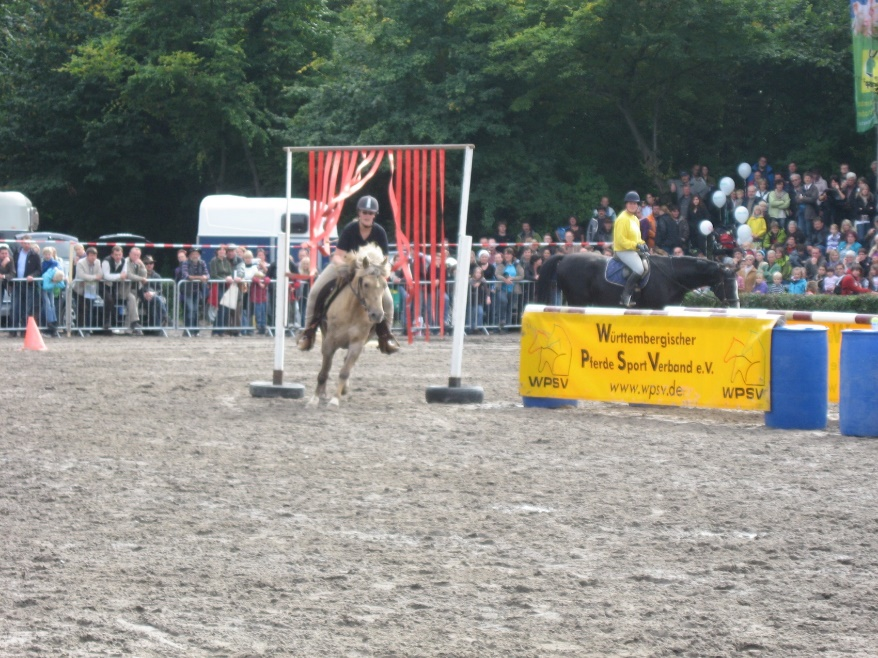 Württembergischer
Pferde Sport Verband e.V.
www.wpsv.de
WPSV
WPSV